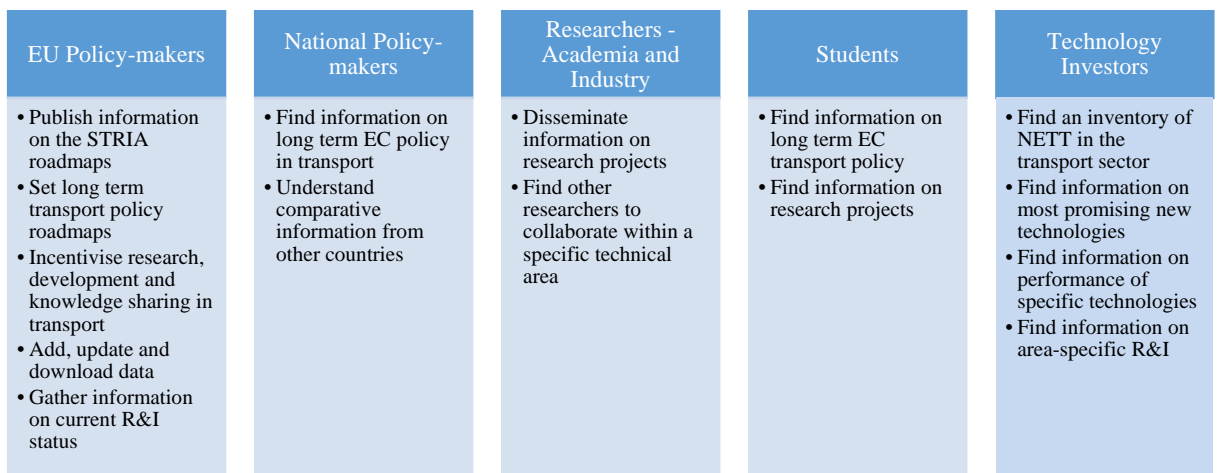 EU Policy-makers
• Publish information
on the STRIA
roadmaps
• Set long term
transport policy
roadmaps
• Incentivise research,
development and
knowledge sharing in
transport
• Add, update and
download data
• Gather information
on current R&I
status
National Policy-
makers
• Find information on
long term EC policy
in transport
• Understand
comparative
information from
other countries
Researchers -
Academia and
Industry
• Disseminate
information on
research projects
• Find other
researchers to
collaborate within a
specific technical
area
Students
• Find information on
long term EC
transport policy
• Find information on
research projects
Technology
Investors
• Find an inventory of
NETT in the
transport sector
• Find information on
most promising new
technologies
• Find information on
performance of
specific technologies
• Find information on
area-specific R&I